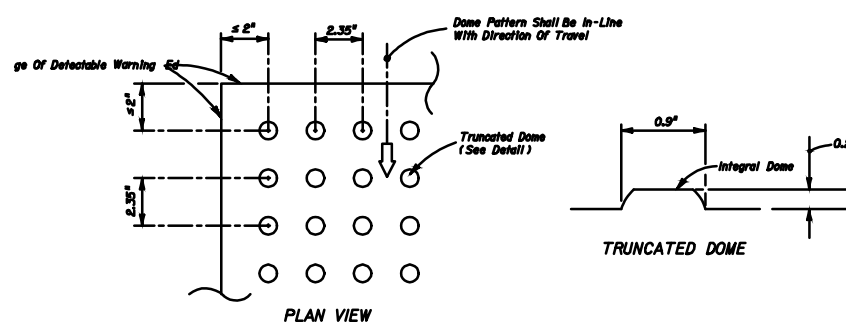 ≤ 2"
2.35"
Dome Pattern Shall Be In-Line
With Direction Of Travel
ge Of Detectable Warning Ed
≤2"
2.35"
Truncated Dome
(See Detail)
PLAN VIEW
0.9"
Integral Dome
TRUNCATED DOME